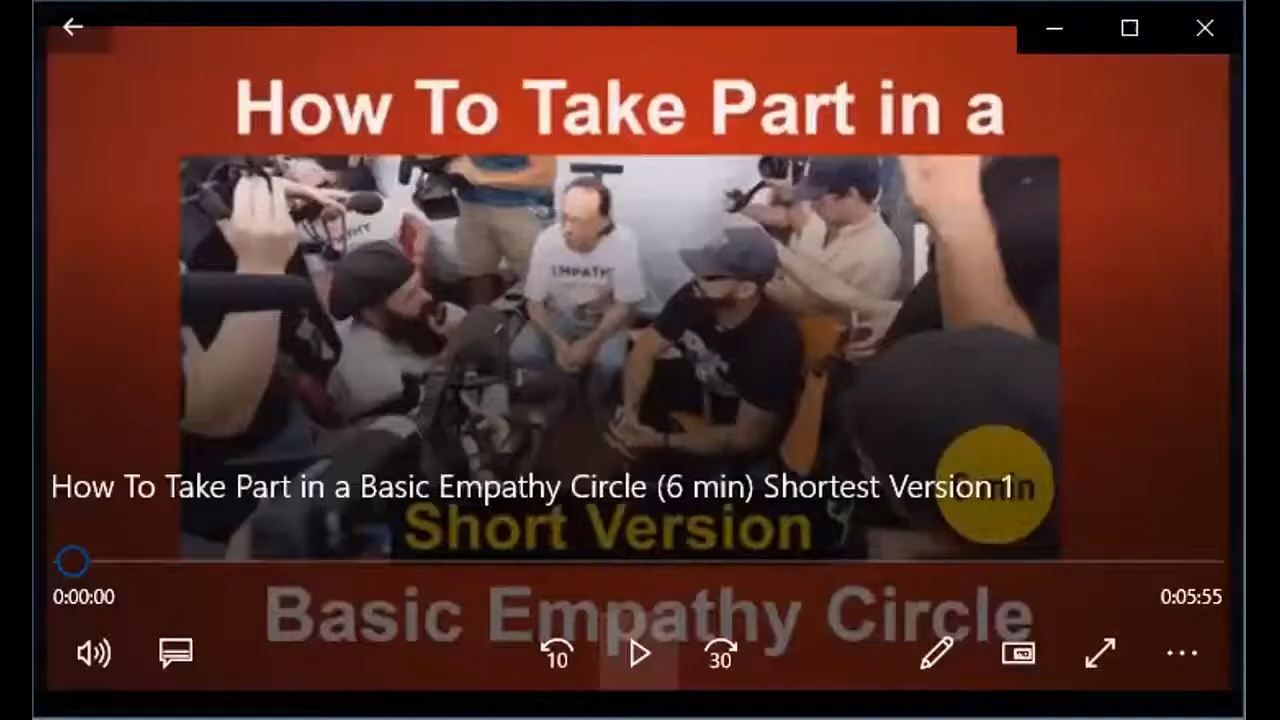 How To Take Part in a
EMPATHY
How To Take Part in a Basic Empathy Circle (6 min) Shortest Version 1
Short Version
0:00:00
0:05:55
Basic Empathy Circle
10
30